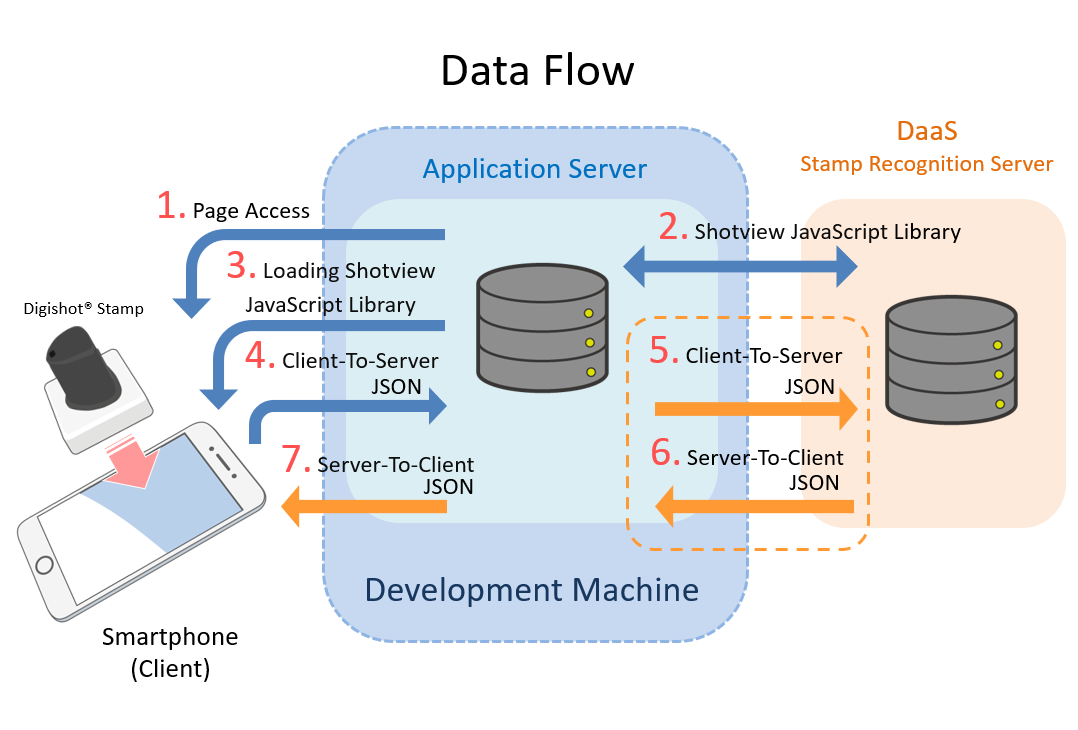 Data Flow
DaaS
Stamp Recognition Server
Application Server
1. Page Access
2. Shotview JavaScript Library
3. Loading Shotview
JavaScript Library
Digishot® Stamp
4. Client-To-Server
JSON
5. Client-To-Server
JSON
6. Server-To-Client
JSON
7. Server-To-Client
JSON
Development Machine
Smartphone
(Client)